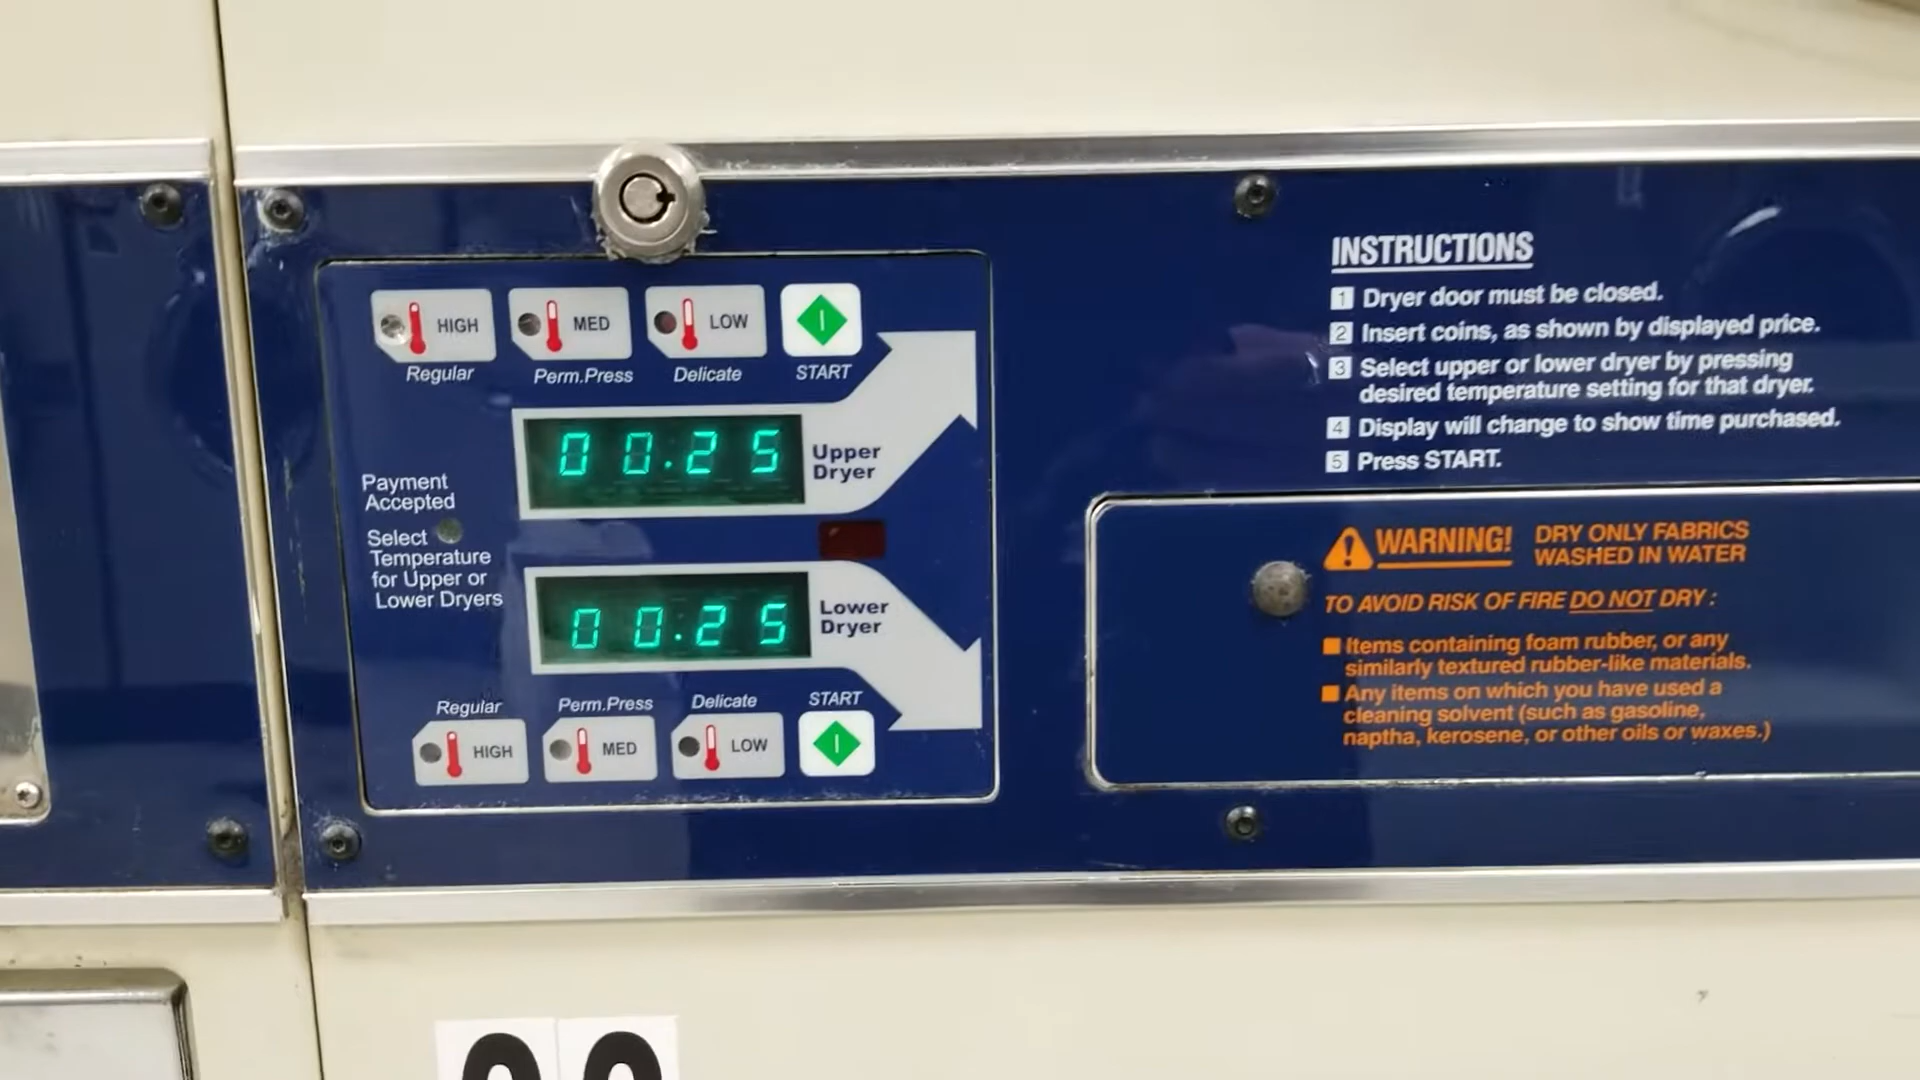 INSTRUCTIONS
1 Dryer door must be closed.
2 Insert coins, as shown by displayed price.
3 Select upper or lower dryer by pressing
desired temperature setting for that dryer.
4 Display will change to show time purchased.
5 Press START.
HIGH
MED
LOW
Regular
Perm.Press
Delicate
START
00.25
Upper
Dryer
Payment
Accepted
Select
Temperature
for Upper or
Lower Dryers
00.25
Lower
Dryer
Regular
Perm.Press
Delicate
START
HIGH
MED
LOW
WARNING!
DRY ONLY FABRICS
WASHED IN WATER
TO AVOID RISK OF FIRE DO NOT DRY :
Items containing foam rubber, or any
similarly textured rubber-like materials.
Any items on which you have used a
cleaning solvent (such as gasoline,
naptha, kerosene, or other oils or waxes.)